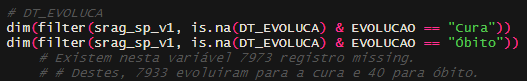 # DT_EVOLUCA
dim(filter(srag_sp_v1, is.na(DT_EVOLUCA) & EVOLUCAO == "Cura"))
dim(filter(srag_sp_v1, is.na(DT_EVOLUCA) & EVOLUCAO == "Óbito"))
# Existem nesta variável 7973 registro missing.
# # Destes, 7933 evoluiram para a cura e 40 para óbito.